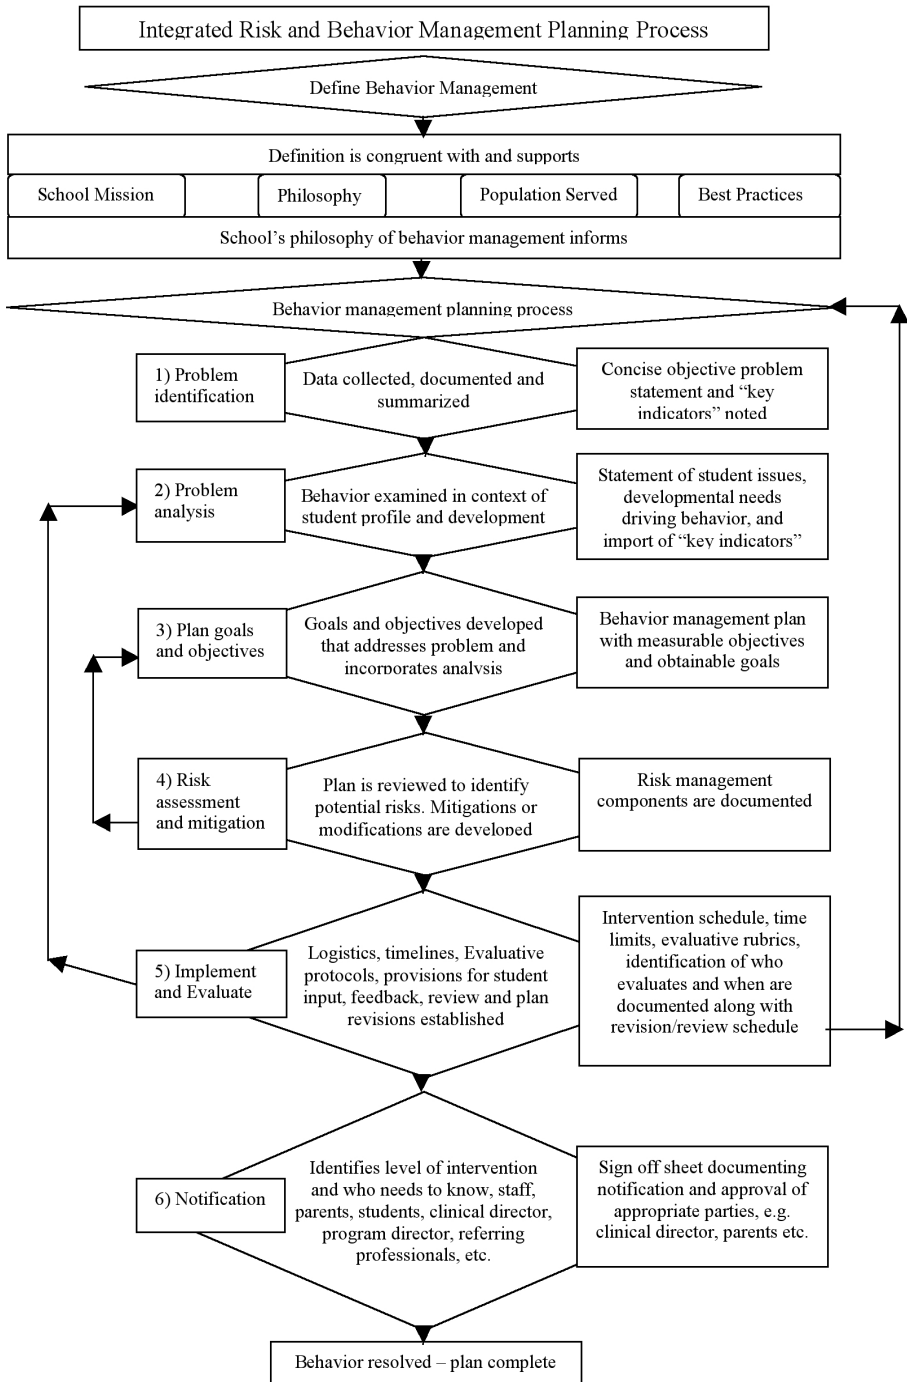 Integrated Risk and Behavior Management Planning Process
Define Behavior Management
Definition is congruent with and supports
School Mission
Philosophy
Population Served
Best Practices
School’s philosophy of behavior management informs
Behavior management planning process
1) Problem
identification
Data collected, documented and
summarized
Concise objective problem
statement and “key
indicators” noted
2) Problem
analysis
Behavior examined in context of
student profile and development
Statement of student issues,
developmental needs
driving behavior, and
import of “key indicators”
3) Plan goals
and objectives
Goals and objectives developed
that addresses problem and
incorporates analysis
Behavior management plan
with measurable objectives
and obtainable goals
4) Risk
assessment
and mitigation
Plan is reviewed to identify
potential risks. Mitigations or
modifications are developed
Risk management
components are documented
5) Implement
and Evaluate
Logistics, timelines, Evaluative
protocols, provisions for student
input, feedback, review and plan
revisions established
Intervention schedule, time
limits, evaluative rubrics,
identification of who
evaluates and when are
documented along with
revision/review schedule
6) Notification
Identifies level of intervention
and who needs to know, staff,
parents, students, clinical director,
program director, referring
professionals, etc.
Sign off sheet documenting
notification and approval of
appropriate parties, e.g.
clinical director, parents etc.
Behavior resolved – plan complete